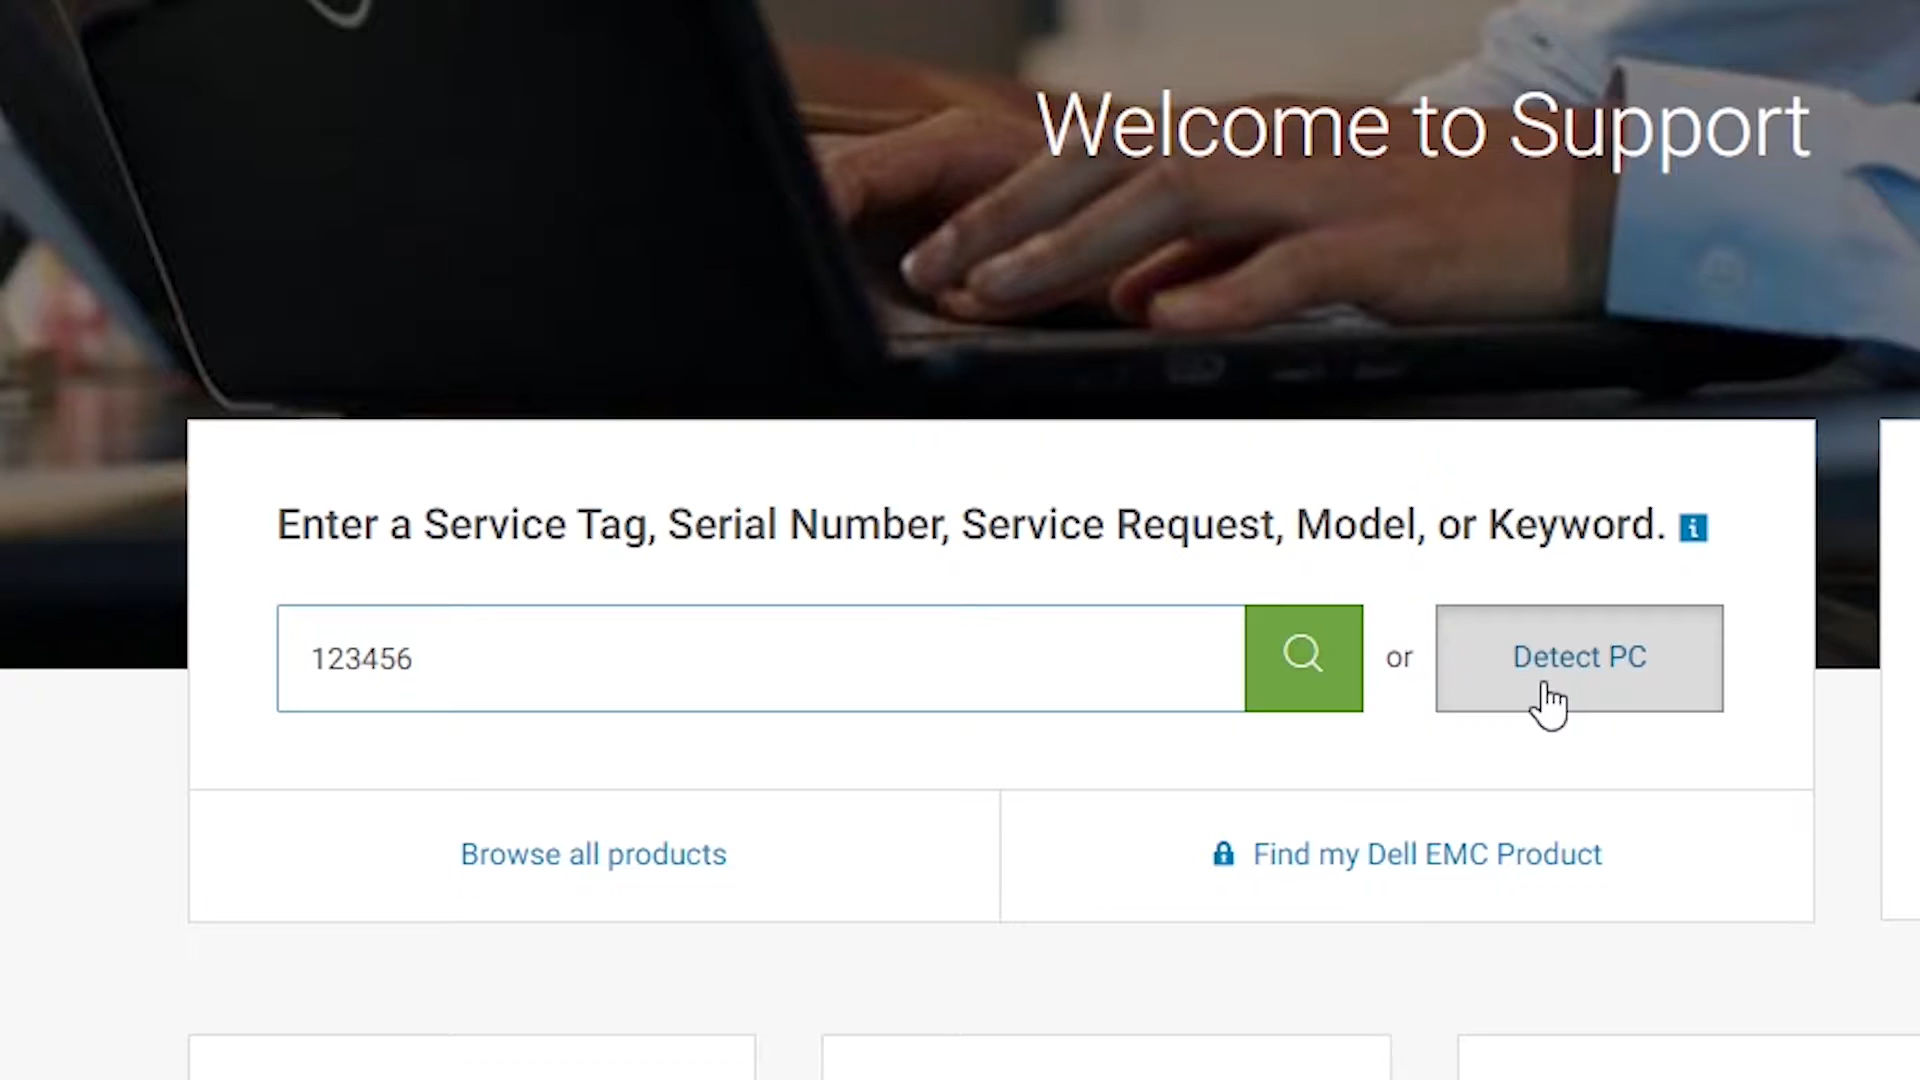 Welcome to Support
Enter a Service Tag, Serial Number, Service Request, Model, or Keyword.
123456
or
Detect PC
Browse all products
Find my Dell EMC Product